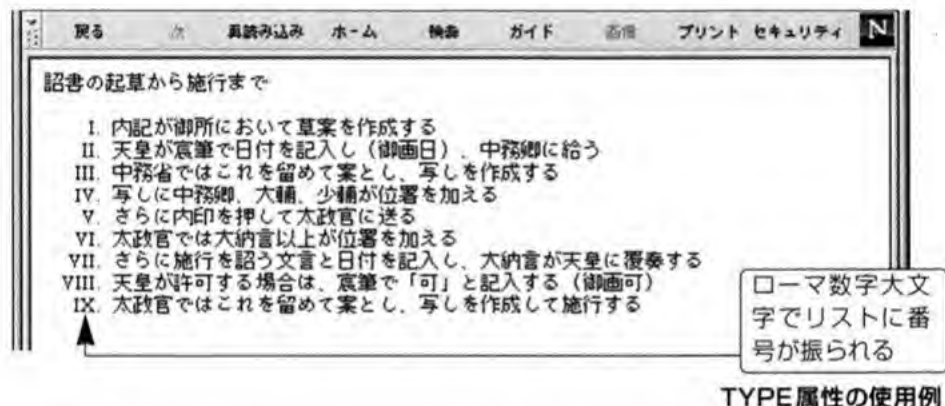 戻る 次 再読み込み ホーム 検索 ガイド 画像 プリント セキュリティ N
詔書の起草から施行まで
I. 内記が御所において草案を作成する
II. 天皇が宸筆で日付を記入し（御画日）、中務卿に給う
III. 中務省ではこれを留めて案とし、写しを作成する
IV. 写しに中務卿、大輔、少輔が位署を加える
V. さらに内印を押して太政官に送る
VI. 太政官では大納言以上が位署を加える
VII. さらに施行を詔う文言と日付を記入し、大納言が天皇に覆奏する
VIII. 天皇が許可する場合は、宸筆で「可」と記入する（御画可）
IX. 太政官ではこれを留めて案とし、写しを作成して施行する
ローマ数字大文
字でリストに番
号が振られる
TYPE属性の使用例